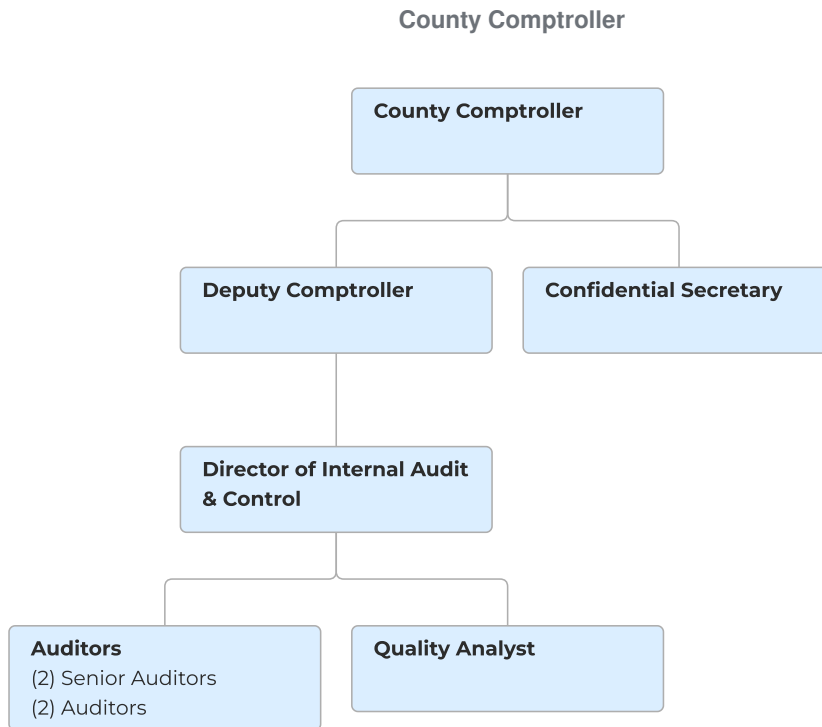 County Comptroller
County Comptroller
Deputy Comptroller
Confidential Secretary
Director of Internal Audit
& Control
Auditors
(2) Senior Auditors
(2) Auditors
Quality Analyst